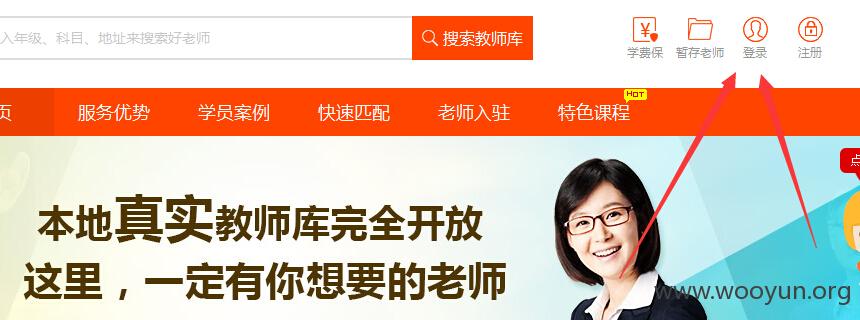 入年级、科目、地址来搜索好老师
搜索教师库
学费保
暂存老师
登录
注册
页
服务优势
学员案例
快速匹配
老师入驻
特色课程
HOT
点
本地真实教师库完全开放
这里，一定有你想要的老师
www.wooyun.org